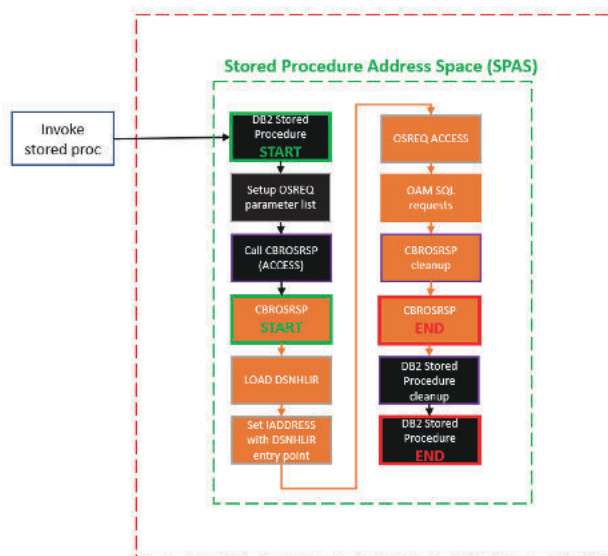 Stored Procedure Address Space (SPAS)
Invoke
stored proc
DB2 Stored
Procedure
START
Setup OSREQ
parameter list
Call CBROSRSP
(ACCESS)
CBROSRSP
START
LOAD DSNHLIR
Set IADDRESS
with DSNHLIR
entry point
OSREQ ACCESS
OAM SQL
requests
CBROSRSP
cleanup
CBROSRSP
END
DB2 Stored
Procedure
cleanup
DB2 Stored
Procedure
END